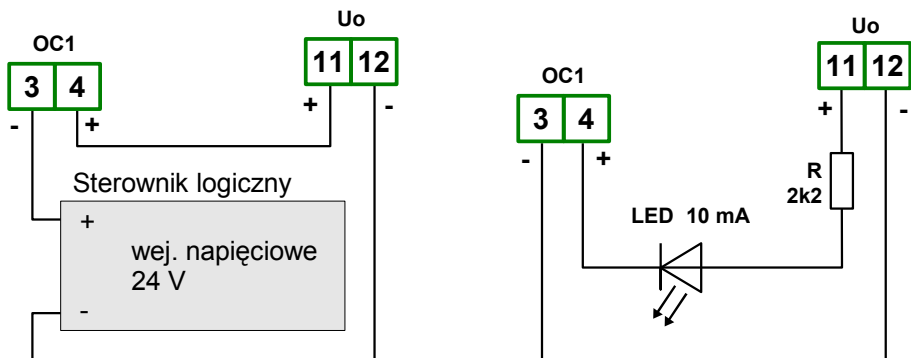 OC1
3 4
- +
Uo
11 12
+ -
Sterownik logiczny
+
wej. napięciowe
24 V
-
OC1
3 4
- +
Uo
11 12
+ -
R
2k2
LED 10 mA